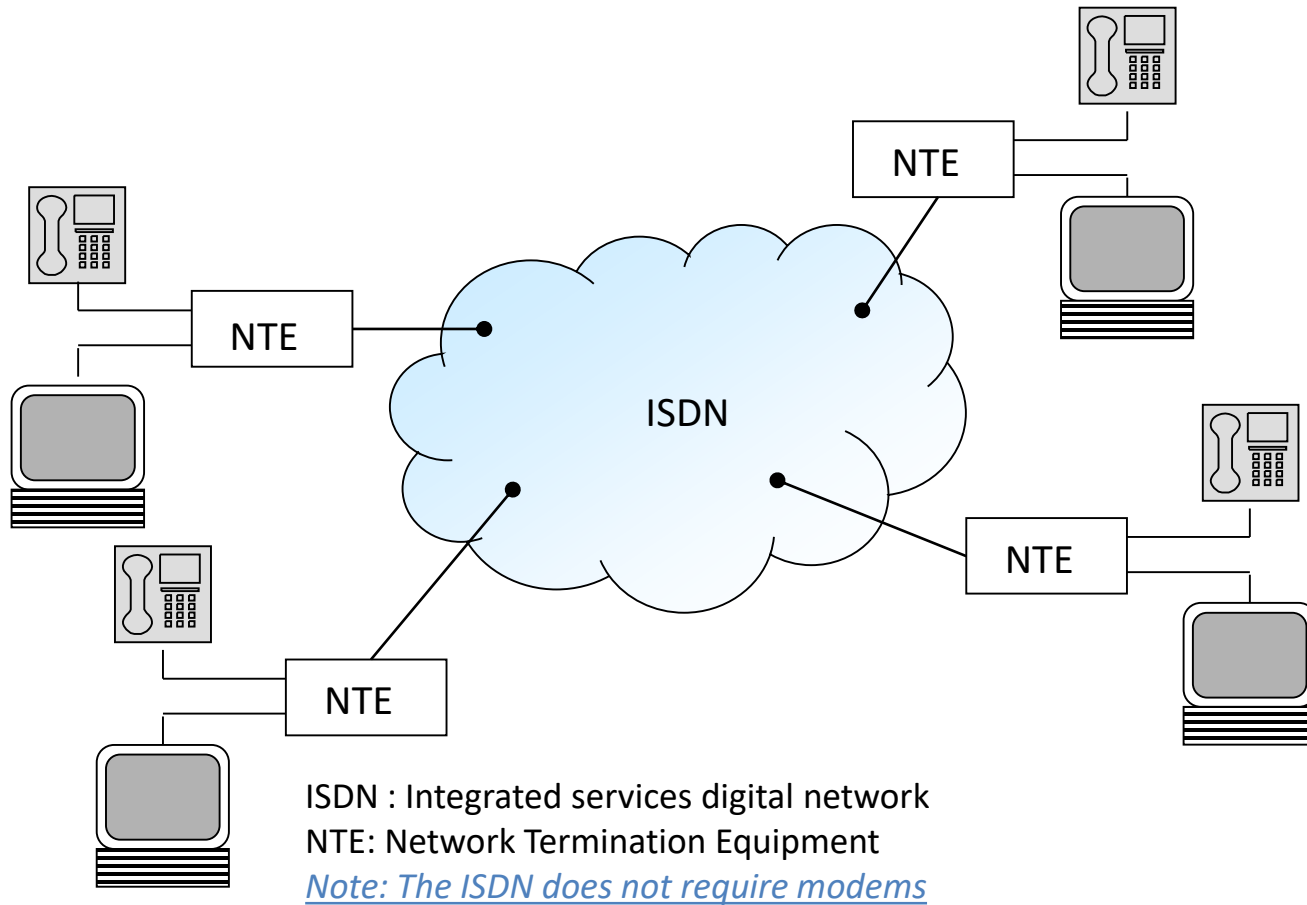 NTE
NTE
ISDN
NTE
NTE
ISDN : Integrated services digital network
NTE: Network Termination Equipment
Note: The ISDN does not require modems